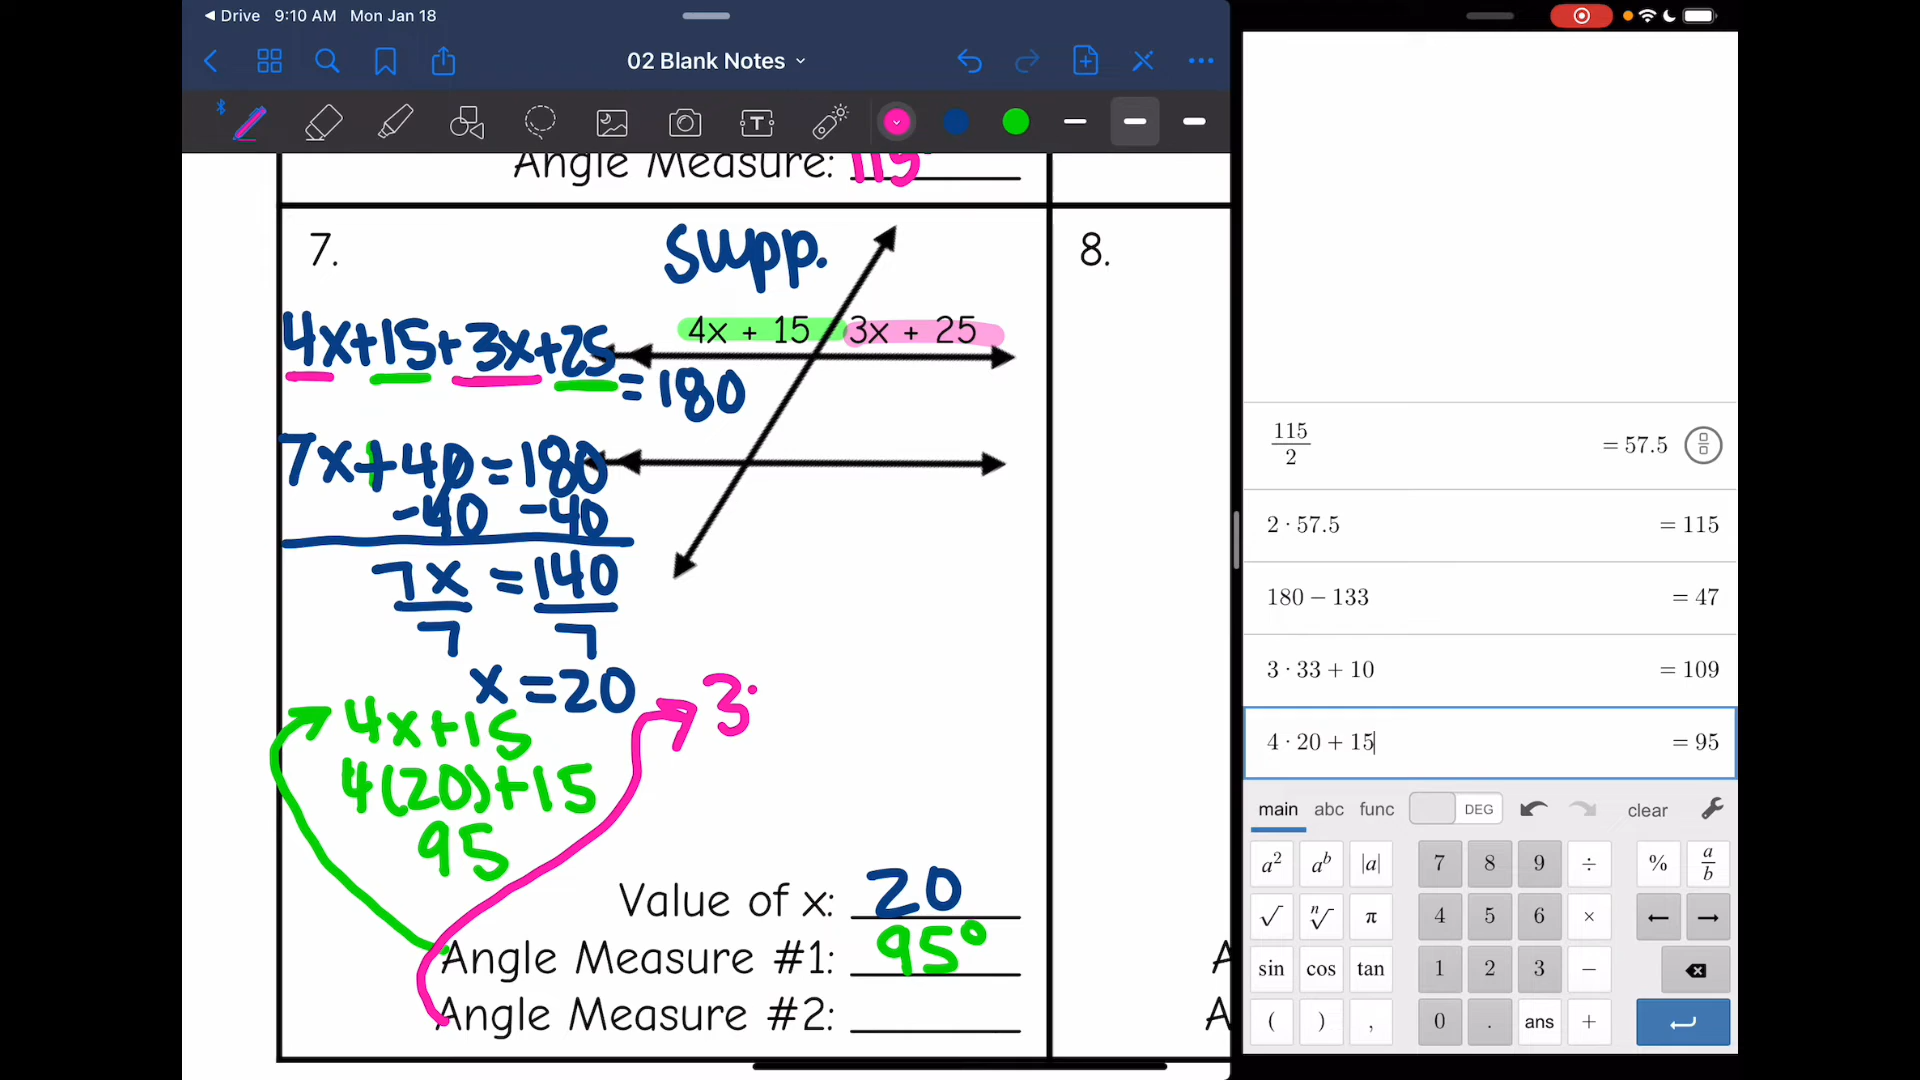 Drive 9:10 AM Mon Jan 18
02 Blank Notes
Angle Measure: 115°
7.
supp.
8.
4x + 15
3x + 25
4x+15+3x+25
=180
7x+40=180
-40 -40
7x = 140
7 7
x=20
4x+15
3
4(20)+15
95
Value of x: 20
Angle Measure #1: 95°
Angle Measure #2:
A
A
T
115/2 = 57.5
2 · 57.5 = 115
180 − 133 = 47
3 · 33 + 10 = 109
4 · 20 + 15 = 95
main abc func DEG clear
a² aᵇ |a| 7 8 9 ÷ % a/b
√ ⁿ√ π 4 5 6 × ← →
sin cos tan 1 2 3 −
( ) , 0 . ans +